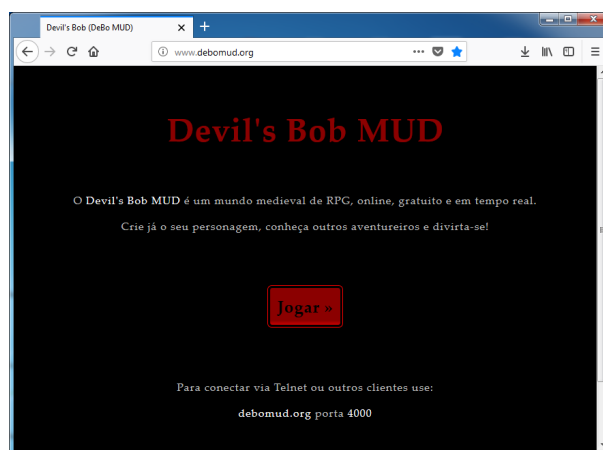 Devil's Bob (DeBo MUD)
www.debomud.org
Devil's Bob MUD
O Devil's Bob MUD é um mundo medieval de RPG, online, gratuito e em tempo real.
Crie já o seu personagem, conheça outros aventureiros e divirta-se!
Jogar »
Para conectar via Telnet ou outros clientes use:
debomud.org porta 4000